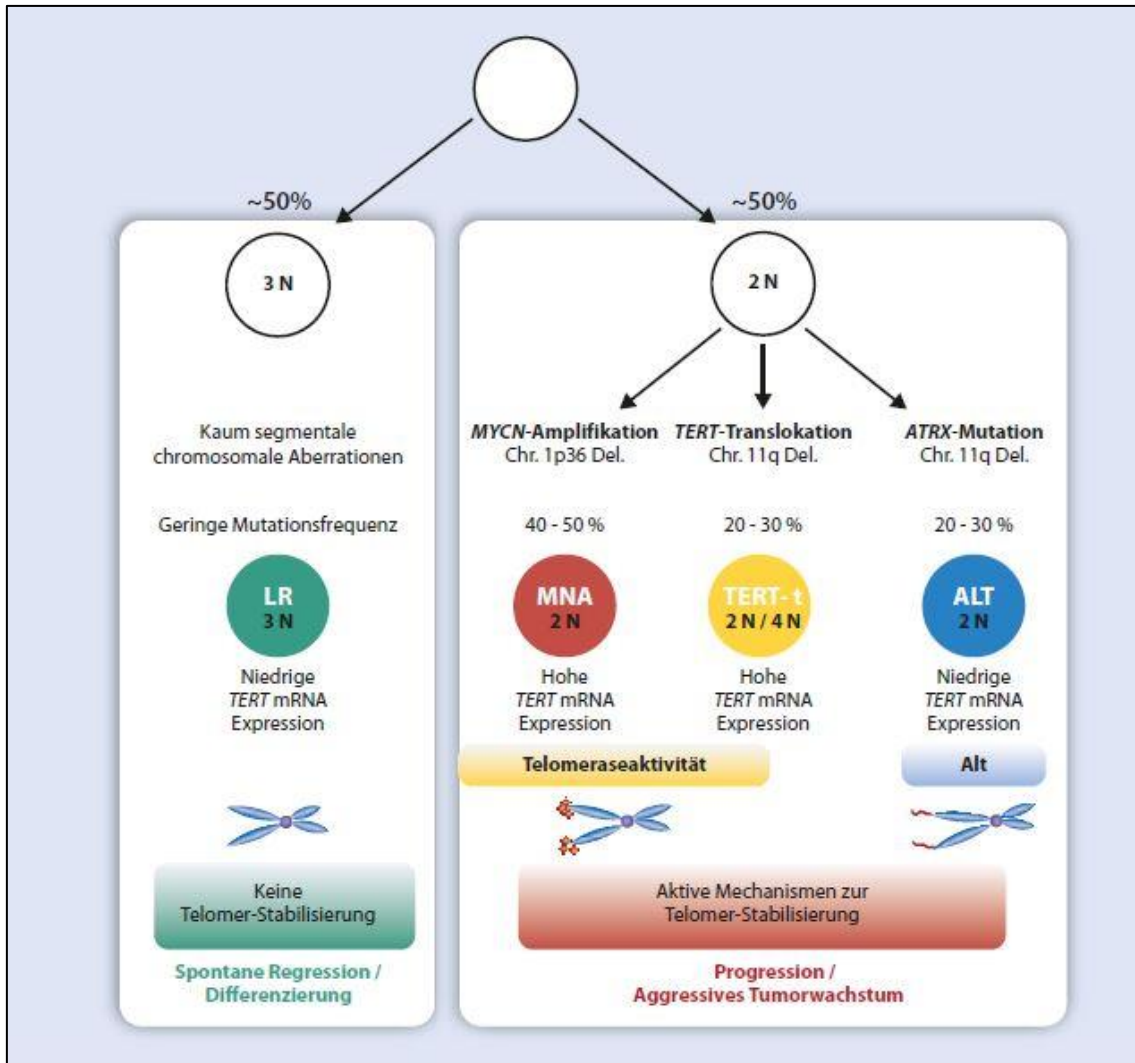 ~50%
~50%
3 N
2 N
Kaum segmentale
chromosomale Aberrationen
Geringe Mutationsfrequenz
LR
3 N
Niedrige
TERT mRNA
Expression
Keine
Telomer-Stabilisierung
Spontane Regression /
Differenzierung
MYCN-Amplifikation
Chr. 1p36 Del.
40 - 50 %
MNA
2 N
Hohe
TERT mRNA
Expression
TERT-Translokation
Chr. 11q Del.
20 - 30 %
TERT- t
2 N / 4 N
Hohe
TERT mRNA
Expression
Telomeraseaktivität
ATRX-Mutation
Chr. 11q Del.
20 - 30 %
ALT
2 N
Niedrige
TERT mRNA
Expression
Alt
Aktive Mechanismen zur
Telomer-Stabilisierung
Progression /
Aggressives Tumorwachstum